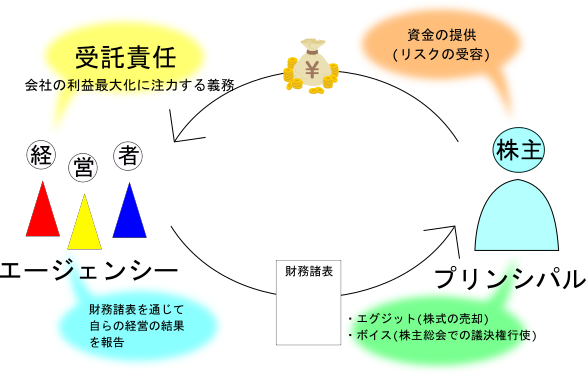 受託責任
会社の利益最大化に注力する義務
¥
資金の提供
(リスクの受容)
経 営 者
株主
エージェンシー
プリンシパル
財務諸表
財務諸表を通じて
自らの経営の結果
を報告
・エグジット(株式の売却)
・ボイス(株主総会での議決権行使)